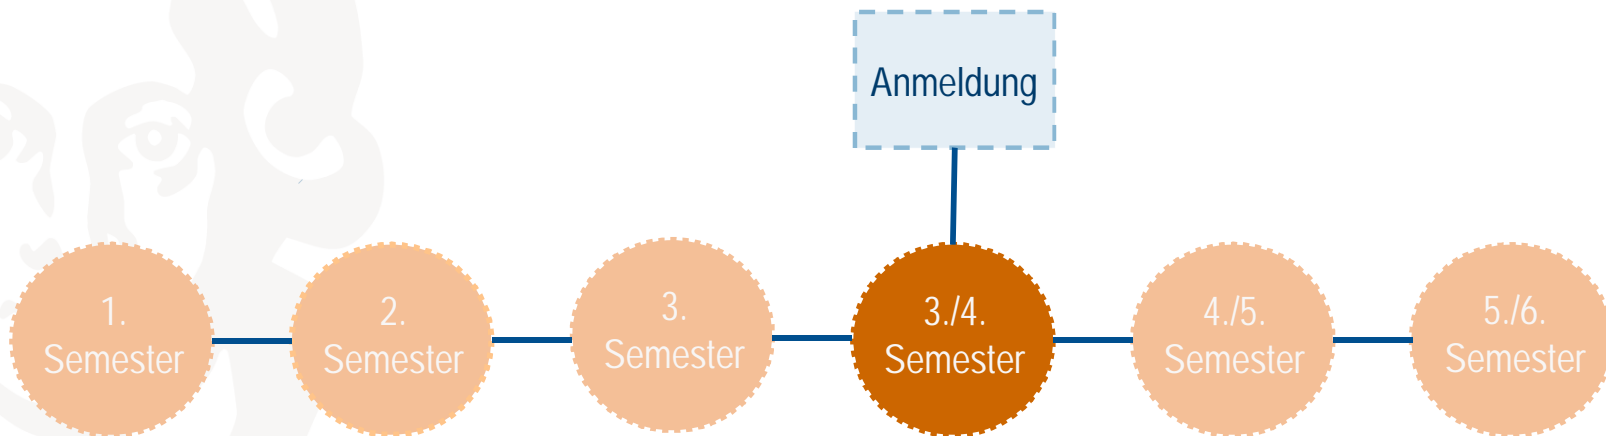 Anmeldung
1.
Semester
2.
Semester
3.
Semester
3./4.
Semester
4./5.
Semester
5./6.
Semester